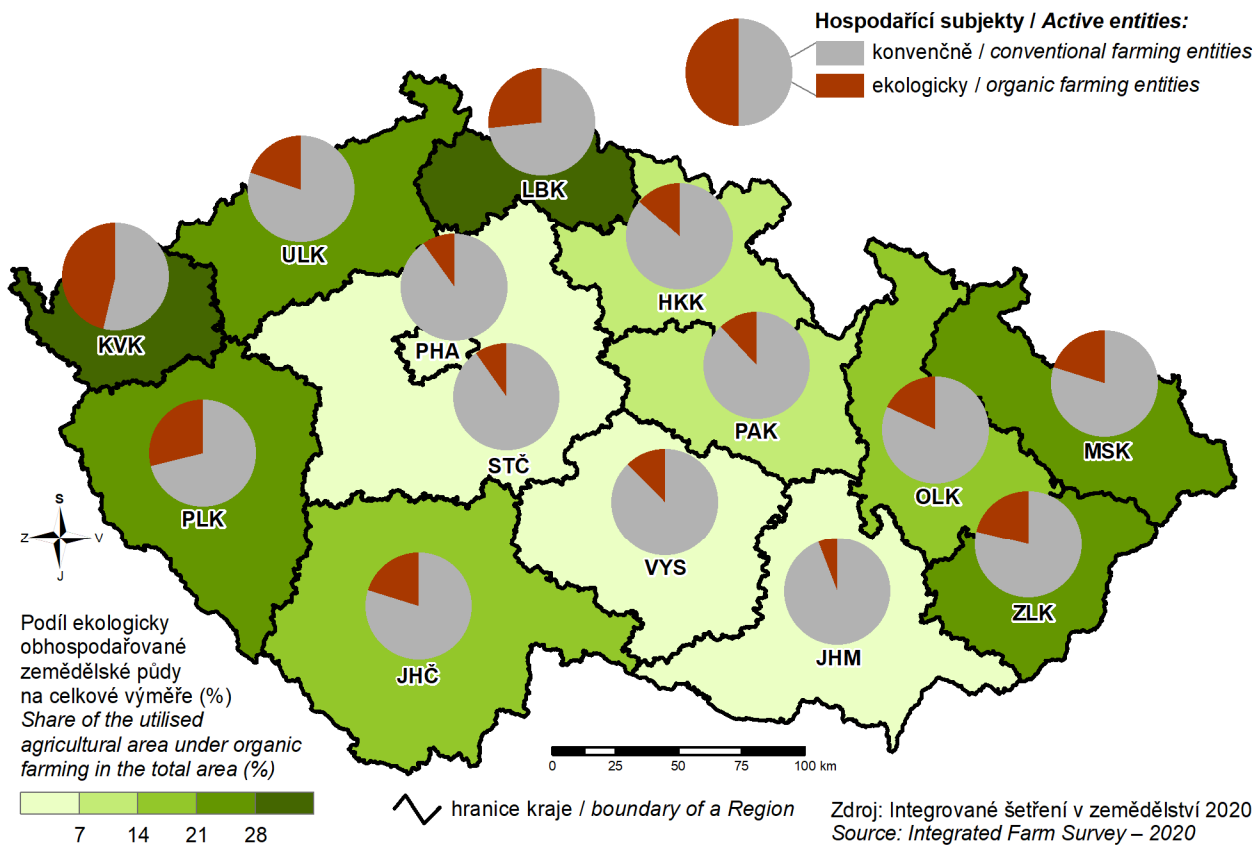 Hospodařící subjekty / Active entities:
konvenčně / conventional farming entities
ekologicky / organic farming entities
LBK
ULK
HKK
KVK
PHA
PAK
MSK
STČ
OLK
PLK
S
Z V
J
VYS
ZLK
JHM
JHČ
Podíl ekologicky
obhospodařované
zemědělské půdy
na celkové výměře (%)
Share of the utilised
agricultural area under organic
farming in the total area (%)
7 14 21 28
0 25 50 75 100 km
hranice kraje / boundary of a Region
Zdroj: Integrované šetření v zemědělství 2020
Source: Integrated Farm Survey – 2020